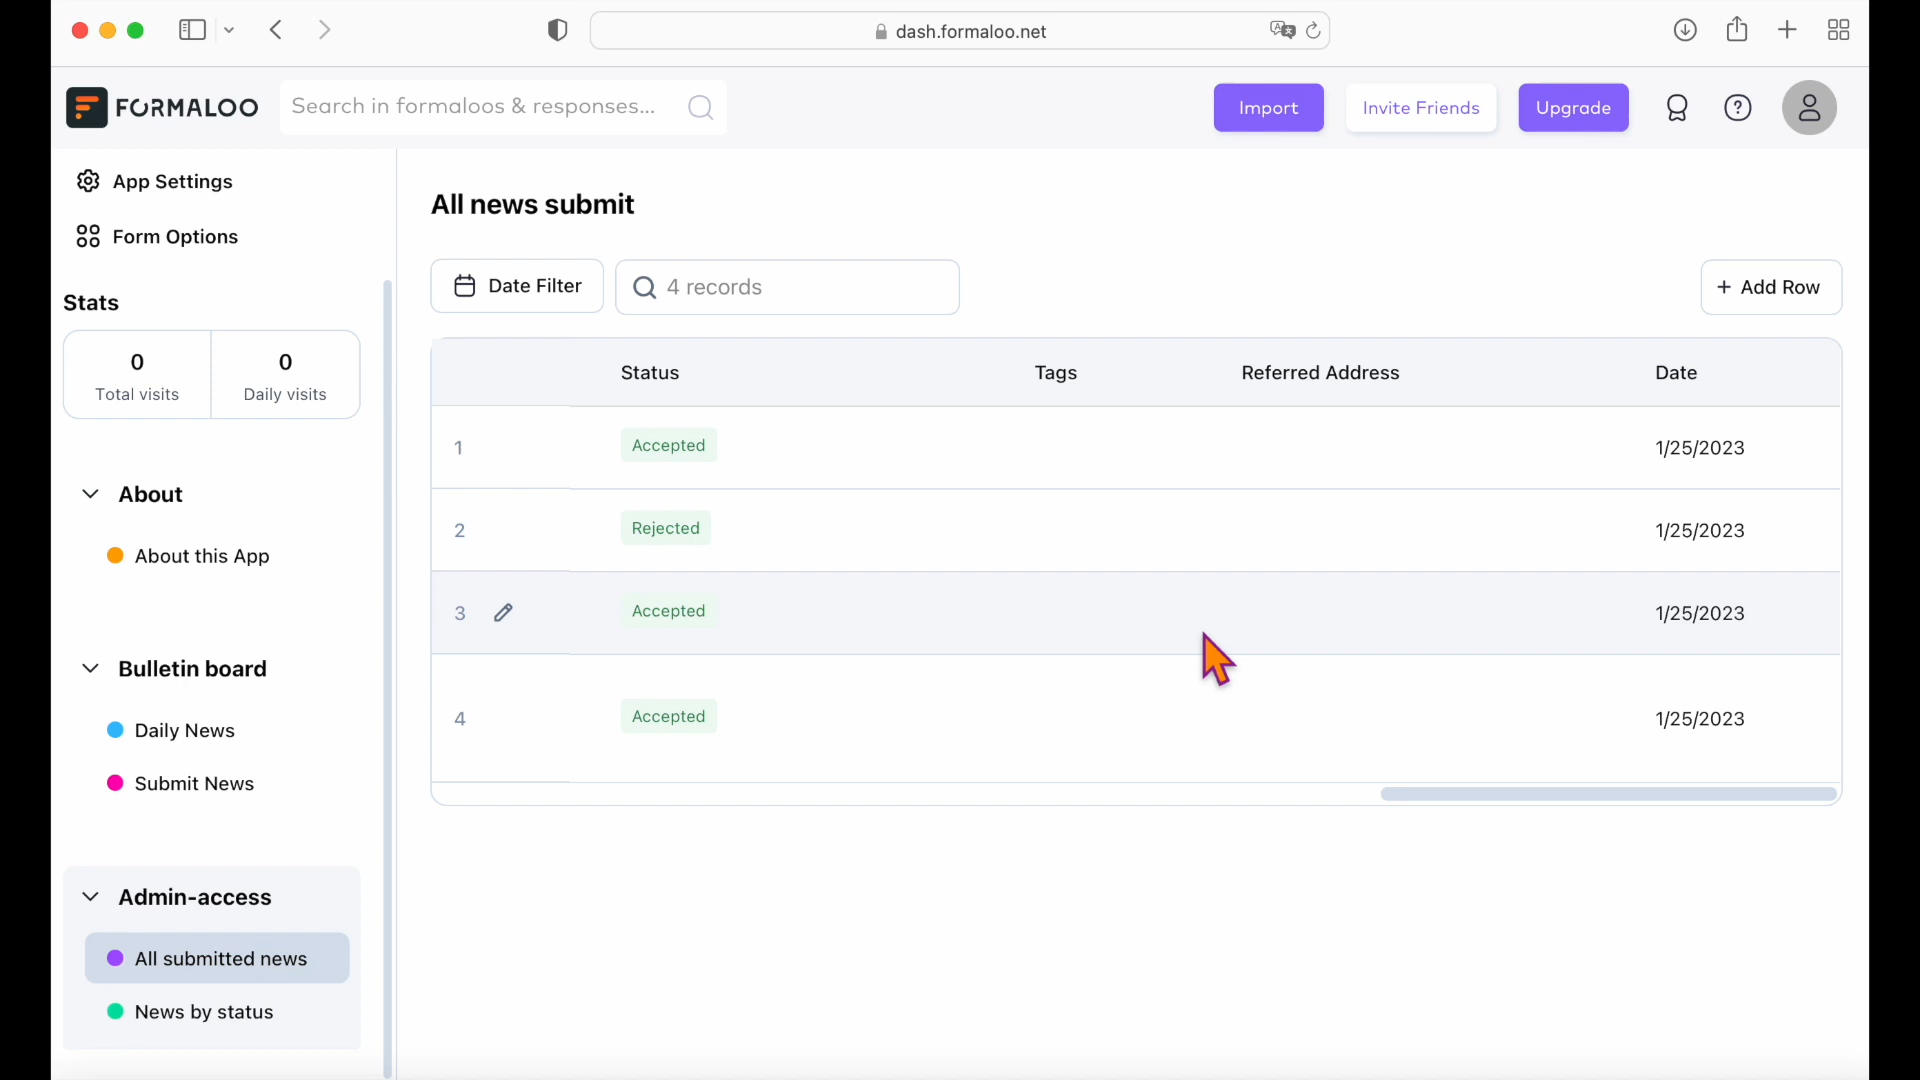 dash.formaloo.net
FORMALOO
Search in formaloos & responses...
Import
Invite Friends
Upgrade
App Settings
Form Options
Stats
0
Total visits
0
Daily visits
About
About this App
Bulletin board
Daily News
Submit News
Admin-access
All submitted news
News by status
All news submit
Date Filter
4 records
+ Add Row
Status Tags Referred Address Date
1 Accepted 1/25/2023
2 Rejected 1/25/2023
3 Accepted 1/25/2023
4 Accepted 1/25/2023